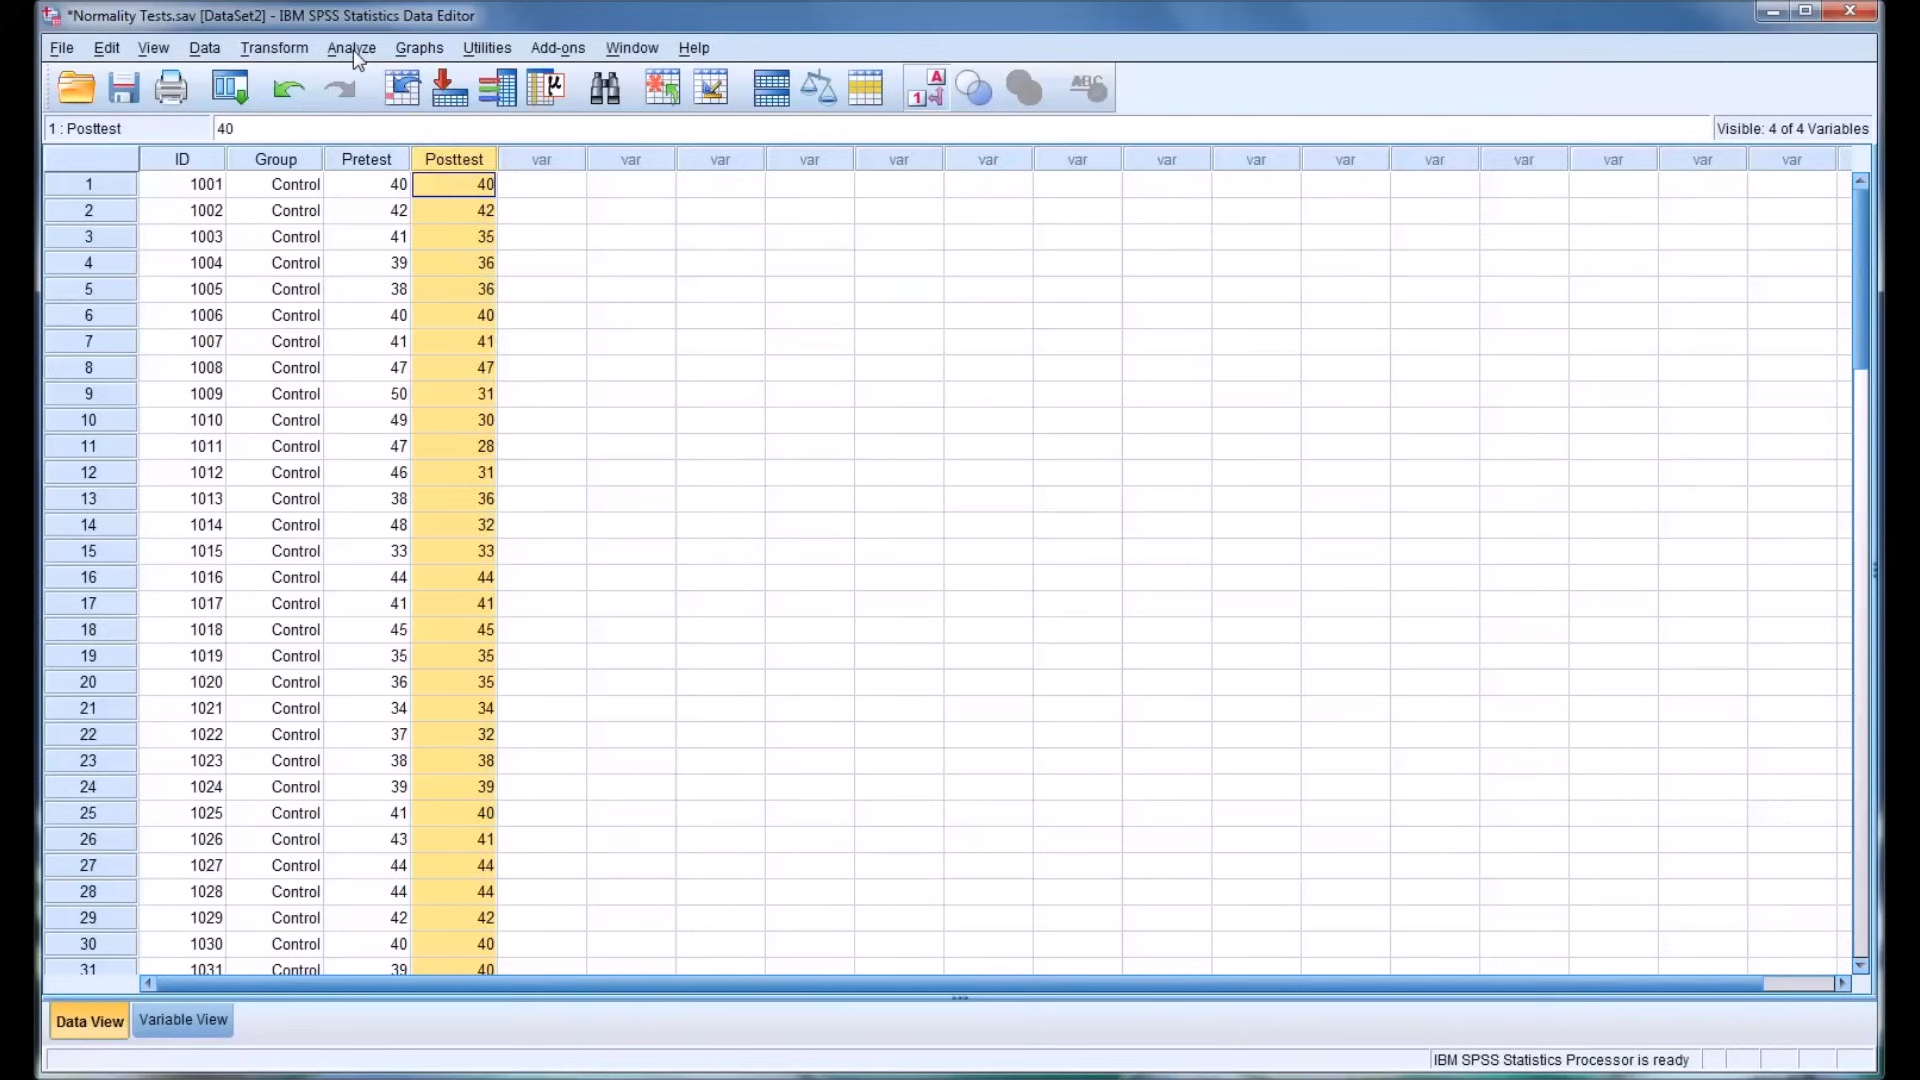 *Normality Tests.sav [DataSet2] - IBM SPSS Statistics Data Editor
File Edit View Data Transform Analyze Graphs Utilities Add-ons Window Help
A 1 μ ABC
1 : Posttest 40 Visible: 4 of 4 Variables
ID Group Pretest Posttest var var var var var var var var var var var var var var var
1 1001 Control 40 40
2 1002 Control 42 42
3 1003 Control 41 35
4 1004 Control 39 36
5 1005 Control 38 36
6 1006 Control 40 40
7 1007 Control 41 41
8 1008 Control 47 47
9 1009 Control 50 31
10 1010 Control 49 30
11 1011 Control 47 28
12 1012 Control 46 31
13 1013 Control 38 36
14 1014 Control 48 32
15 1015 Control 33 33
16 1016 Control 44 44
17 1017 Control 41 41
18 1018 Control 45 45
19 1019 Control 35 35
20 1020 Control 36 35
21 1021 Control 34 34
22 1022 Control 37 32
23 1023 Control 38 38
24 1024 Control 39 39
25 1025 Control 41 40
26 1026 Control 43 41
27 1027 Control 44 44
28 1028 Control 44 44
29 1029 Control 42 42
30 1030 Control 40 40
31 1031 Control 39 40
Data View Variable View
IBM SPSS Statistics Processor is ready